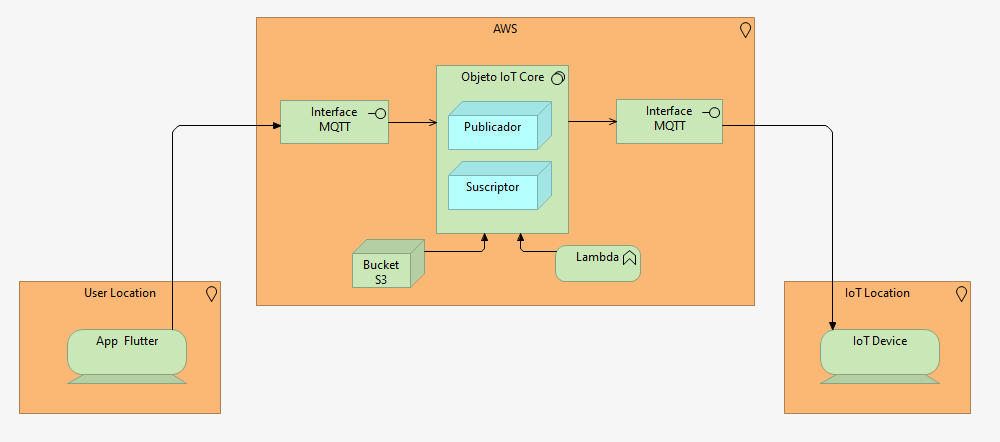 AWS
Objeto IoT Core
Interface
MQTT
Publicador
Suscriptor
Interface
MQTT
Bucket
S3
Lambda
User Location
App Flutter
IoT Location
IoT Device